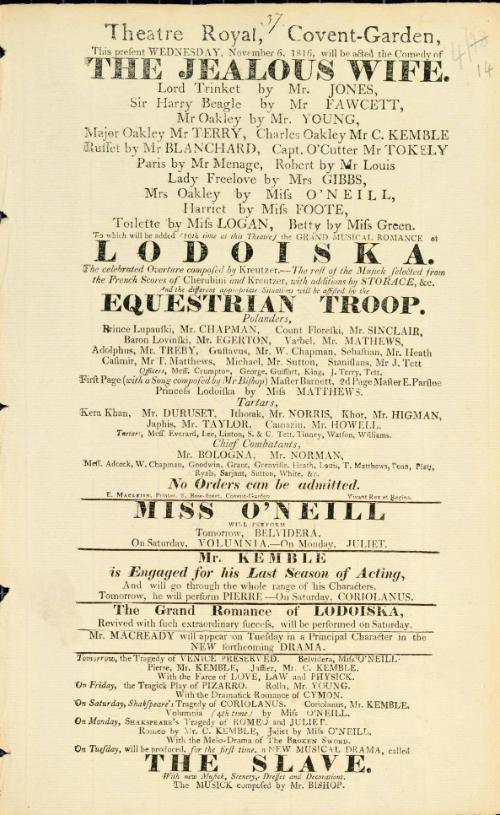 37
4to
14
Theatre Royal, Covent-Garden,
This preſent WEDNESDAY, November 6, 1816, will be acted the Comedy of
THE JEALOUS WIFE.
Lord Trinket by Mr. JONES,
Sir Harry Beagle by Mr FAWCETT,
Mr Oakley by Mr. YOUNG,
Major Oakley Mr TERRY, Charles Oakley Mr C. KEMBLE
Ruſſet by Mr BLANCHARD, Capt. O'Cutter Mr TOKELY
Paris by Mr Menage, Robert by Mr Louis
Lady Freelove by Mrs GIBBS,
Mrs Oakley by Miſs O'NEILL,
Harriet by Miſs FOOTE,
Toilette by Miſs LOGAN, Betty by Miſs Green.
To which will be added (10th time at this Theatre) the GRAND MUSICAL ROMANCE of
LODOISKA.
The celebrated Overture compoſed by Kreutzer.—The reſt of the Muſick ſelected from
the French Scores of Cherubini and Kreutzer, with additions by STORACE, &c.
And the different appropriate Situations will be aſſiſted by the
EQUESTRIAN TROOP.
Polanders,
Prince Lupauſki, Mr. CHAPMAN, Count Floreſki, Mr. SINCLAIR,
Baron Lovinſki, Mr. EGERTON, Varbel, Mr. MATHEWS,
Adolphus, Mr. TREBY, Guſtavus, Mr. W. Chapman, Sebaſtian, Mr. Heath
Caſimir, Mr T. Matthews, Michael, Mr. Sutton, Staniſlaus, Mr J. Tett
Officers, Meſſ. Crumpton, George, Guiſſart, King, J. Terry, Tett,
Firſt Page (with a Song compoſed by Mr Biſhop) Maſter Barnett, 2d Page Maſter E. Parſloe
Princeſs Lodoiſka by Miſs MATTHEWS.
Tartars,
Kera Khan, Mr. DURUSET, Ithorak, Mr. NORRIS, Khor, Mr. HIGMAN,
Japhis, Mr. TAYLOR, Camazin, Mr. HOWELL.
Tartars, Meſſ. Everard, Lee, Linton, S. & C. Tett, Tinney, Watſon, Williams.
Chief Combatants,
Mr. BOLOGNA, Mr. NORMAN,
Meſſ. Adcock, W. Chapman, Goodwin, Grant, Grenville, Heath, Louis, T. Matthews, Penn, Platt,
Ryals, Sarjant, Sutton, White, &c.
No Orders can be admitted.
E. Macleish, Printer, 2, Bow-ſtreet, Covent-Garden Vivant Rex et Regina.
MISS O'NEILL
WILL PERFORM
Tomorrow, BELVIDERA.
On Saturday, VOLUMNIA.—On Monday, JULIET.
Mr. KEMBLE
is Engaged for his Last Season of Acting,
And will go through the whole range of his Characters.
Tomorrow, he will perform PIERRE—On Saturday, CORIOLANUS.
The Grand Romance of LODOISKA,
Revived with ſuch extraordinary ſucceſs, will be performed on Saturday.
Mr. MACREADY will appear on Tueſday in a Principal Character in the
NEW forthcoming DRAMA.
Tomorrow, the Tragedy of VENICE PRESERVED. Belvidera, Miſs O'NEILL.
Pierre, Mr. KEMBLE, Jaffier, Mr. C. KEMBLE.
With the Farce of LOVE, LAW and PHYSICK.
On Friday, the Tragick Play of PIZARRO. Rolla, Mr. YOUNG.
With the Dramatick Romance of CYMON.
On Saturday, Shakſpeare's Tragedy of CORIOLANUS. Coriolanus, Mr. KEMBLE,
Volumnia (4th time) by Miſs O'NEILL.
On Monday, SHAKSPEARE's Tragedy of ROMEO and JULIET.
Romeo by Mr. C. KEMBLE, Juliet by Miſs O'NEILL.
With the Melo-Drama of The BROKEN SWORD.
On Tueſday, will be produced, for the firſt time, a NEW MUSICAL DRAMA, called
THE SLAVE.
With new Muſick, Scenery, Dreſſes and Decorations.
The MUSICK compoſed by Mr. BISHOP.